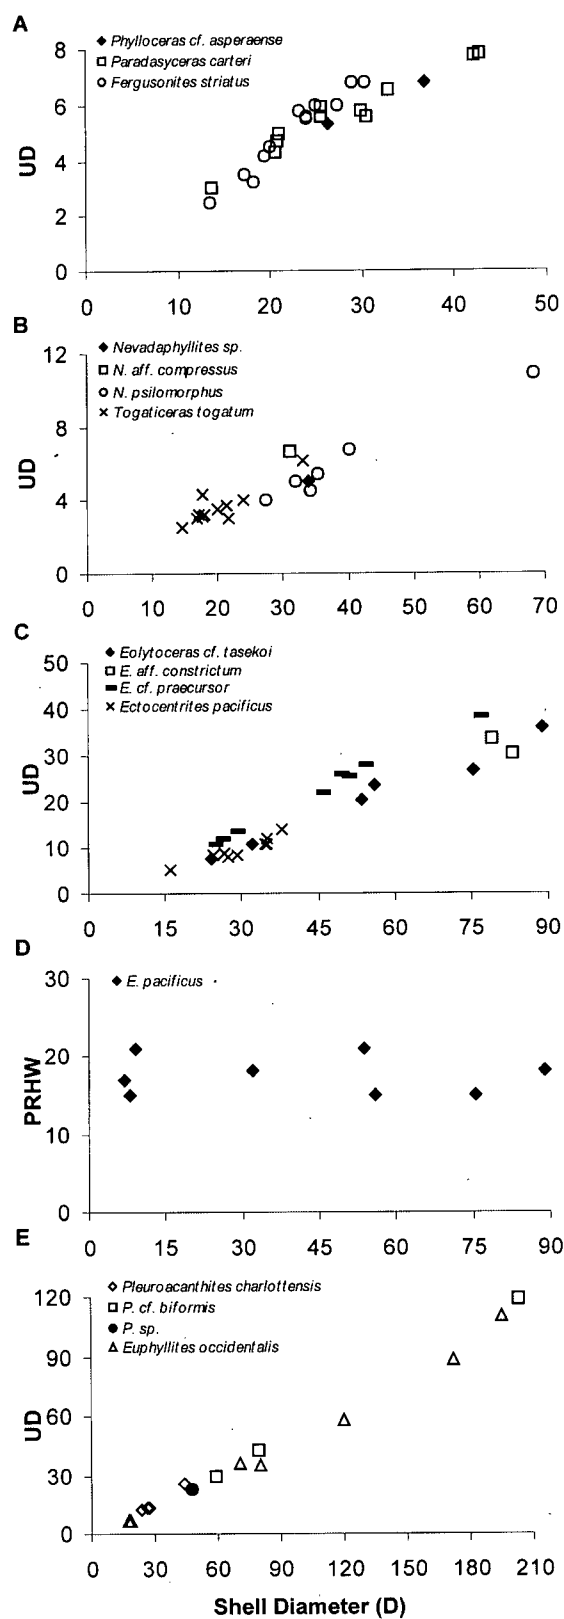 A
Phylloceras cf. asperaense
Paradasyceras carteri
Fergusonites striatus
8
6
4
2
0
UD
0 10 20 30 40 50
B
Nevadaphyllites sp.
N. aff. compressus
N. psilomorphus
Togaticeras togatum
12
8
4
0
UD
0 10 20 30 40 50 60 70
C
Eolytoceras cf. tasekoi
E. aff. constrictum
E. cf. praecursor
Ectocentrites pacificus
50
40
30
20
10
0
UD
0 15 30 45 60 75 90
D
E. pacificus
30
20
10
0
PRHW
0 15 30 45 60 75 90
E
Pleuroacanthites charlottensis
P. cf. biformis
P. sp.
Euphyllites occidentalis
120
90
60
30
0
UD
0 30 60 90 120 150 180 210
Shell Diameter (D)